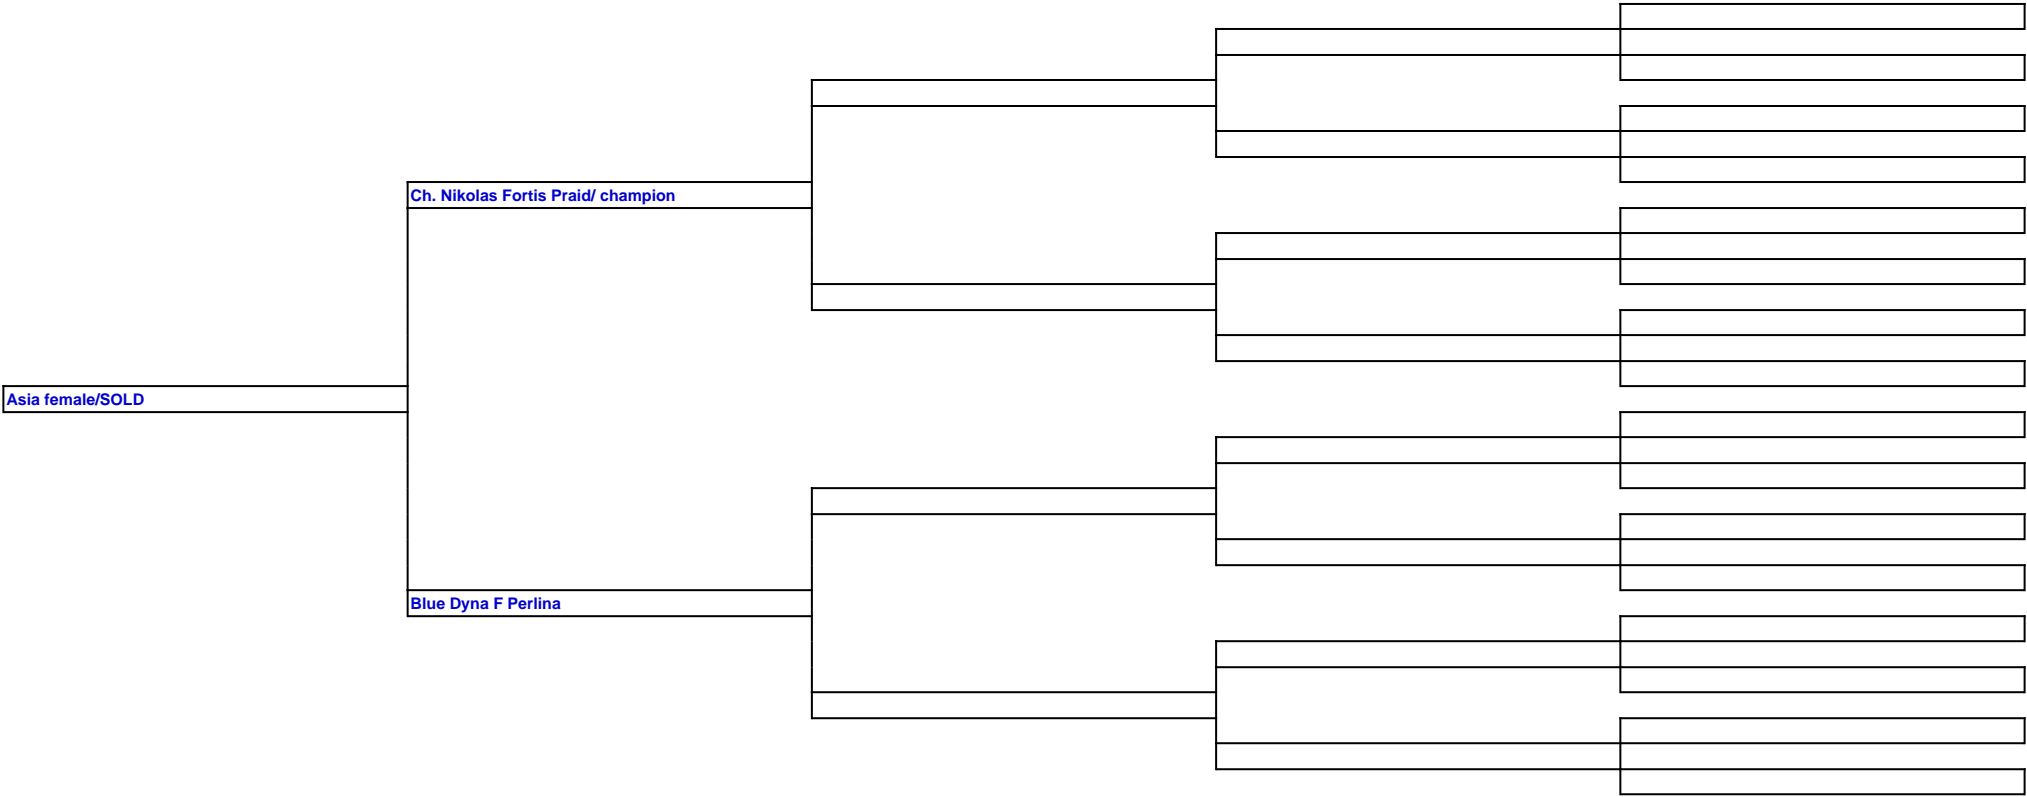 Ch. Nikolas Fortis Praid/ champion
Asia female/SOLD
Blue Dyna F Perlina